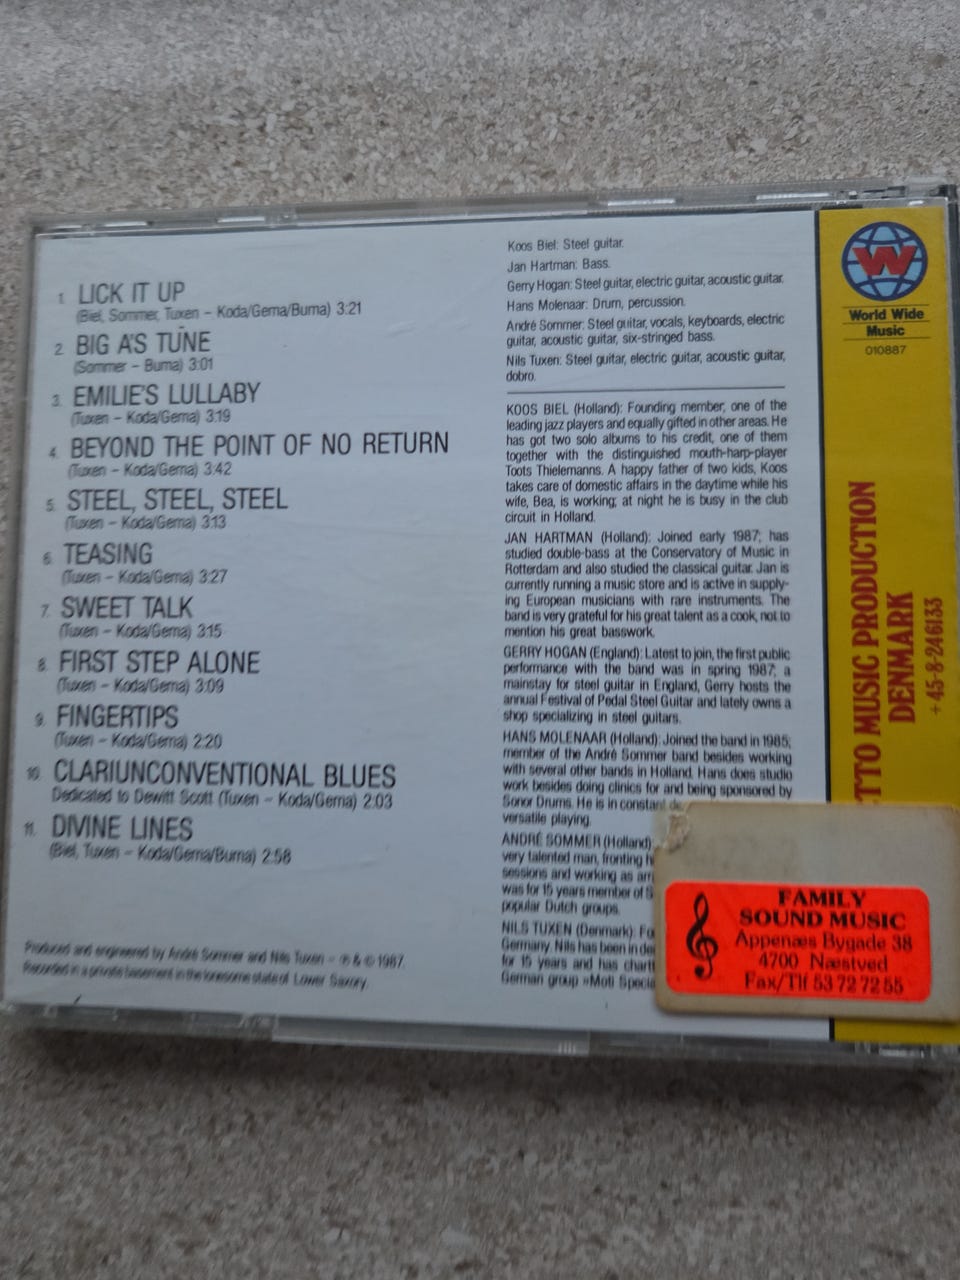 1. LICK IT UP
(Biel, Sommer, Tuxen – Koda/Gema/Buma) 3:21
2. BIG A'S TUNE
(Sommer – Buma) 3:01
3. EMILIE'S LULLABY
(Tuxen – Koda/Gema) 3:19
4. BEYOND THE POINT OF NO RETURN
(Tuxen – Koda/Gema) 3:42
5. STEEL, STEEL, STEEL
(Tuxen – Koda/Gema) 3:13
6. TEASING
(Tuxen – Koda/Gema) 3:27
7. SWEET TALK
(Tuxen – Koda/Gema) 3:15
8. FIRST STEP ALONE
(Tuxen – Koda/Gema) 3:09
9. FINGERTIPS
(Tuxen – Koda/Gema) 2:20
10. CLARIUNCONVENTIONAL BLUES
Dedicated to Dewitt Scott (Tuxen – Koda/Gema) 2:03
11. DIVINE LINES
(Biel, Tuxen – Koda/Gema/Buma) 2:58
Produced and engineered by André Sommer and Nils Tuxen – ℗ & © 1987.
Recorded in a private basement in the lonesome state of Lower Saxory.
Koos Biel: Steel guitar.
Jan Hartman: Bass.
Gerry Hogan: Steel guitar, electric guitar, acoustic guitar.
Hans Molenaar: Drum, percussion.
André Sommer: Steel guitar, vocals, keyboards, electric
guitar, acoustic guitar, six-stringed bass.
Nils Tuxen: Steel guitar, electric guitar, acoustic guitar,
dobro.
KOOS BIEL (Holland): Founding member, one of the
leading jazz players and equally gifted in other areas. He
has got two solo albums to his credit, one of them
together with the distinguished mouth-harp-player
Toots Thielemanns. A happy father of two kids, Koos
takes care of domestic affairs in the daytime while his
wife, Bea, is working; at night he is busy in the club
circuit in Holland.
JAN HARTMAN (Holland): Joined early 1987; has
studied double-bass at the Conservatory of Music in
Rotterdam and also studied the classical guitar. Jan is
currently running a music store and is active in supply-
ing European musicians with rare instruments. The
band is very grateful for his great talent as a cook, not to
mention his great basswork.
GERRY HOGAN (England): Latest to join, the first public
performance with the band was in spring 1987; a
mainstay for steel guitar in England, Gerry hosts the
annual Festival of Pedal Steel Guitar and lately owns a
shop specializing in steel guitars.
HANS MOLENAAR (Holland): Joined the band in 1985;
member of the André Sommer band besides working
with several other bands in Holland. Hans does studio
work besides doing clinics for and being sponsored by
Sonor Drums. He is in constant
versatile playing.
ANDRÉ SOMMER (Holland):
very talented man, fronting
sessions and working as
was for 15 years member of
popular Dutch groups.
NILS TUXEN (Denmark):
Germany. Nils has been in
for 15 years and has
German group »Moti
World Wide
Music
010887
MUSIC PRODUCTION
DENMARK
+45-8-246133
FAMILY
SOUND MUSIC
Appenæs Bygade 38
4700 Næstved
Fax/Tlf 53 72 72 55